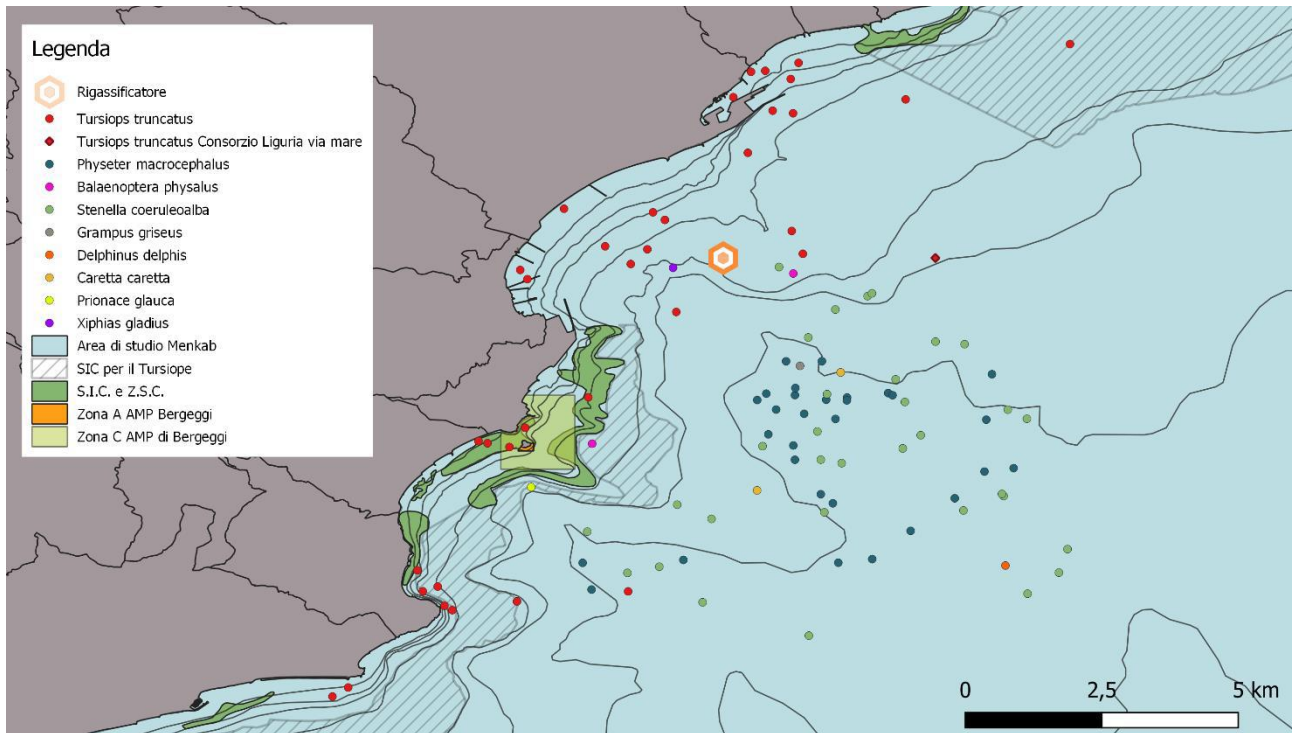 Legenda
Rigassificatore
Tursiops truncatus
Tursiops truncatus Consorzio Liguria via mare
Physeter macrocephalus
Balaenoptera physalus
Stenella coeruleoalba
Grampus griseus
Delphinus delphis
Caretta caretta
Prionace glauca
Xiphias gladius
Area di studio Menkab
SIC per il Tursiope
S.I.C. e Z.S.C.
Zona A AMP Bergeggi
Zona C AMP di Bergeggi
0 2,5 5 km